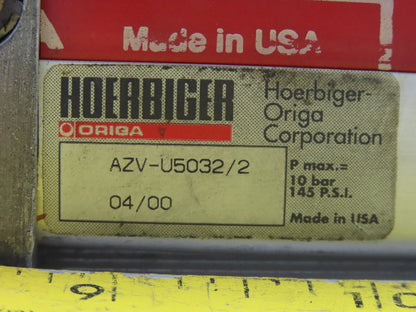 A
Made in USA
HOERBIGER
ORIGA
Hoerbiger-
Origa
Corporation
AZV-U5032/2
04/00
P max.=
10 bar
145 P.S.I.
Made in USA
9
10